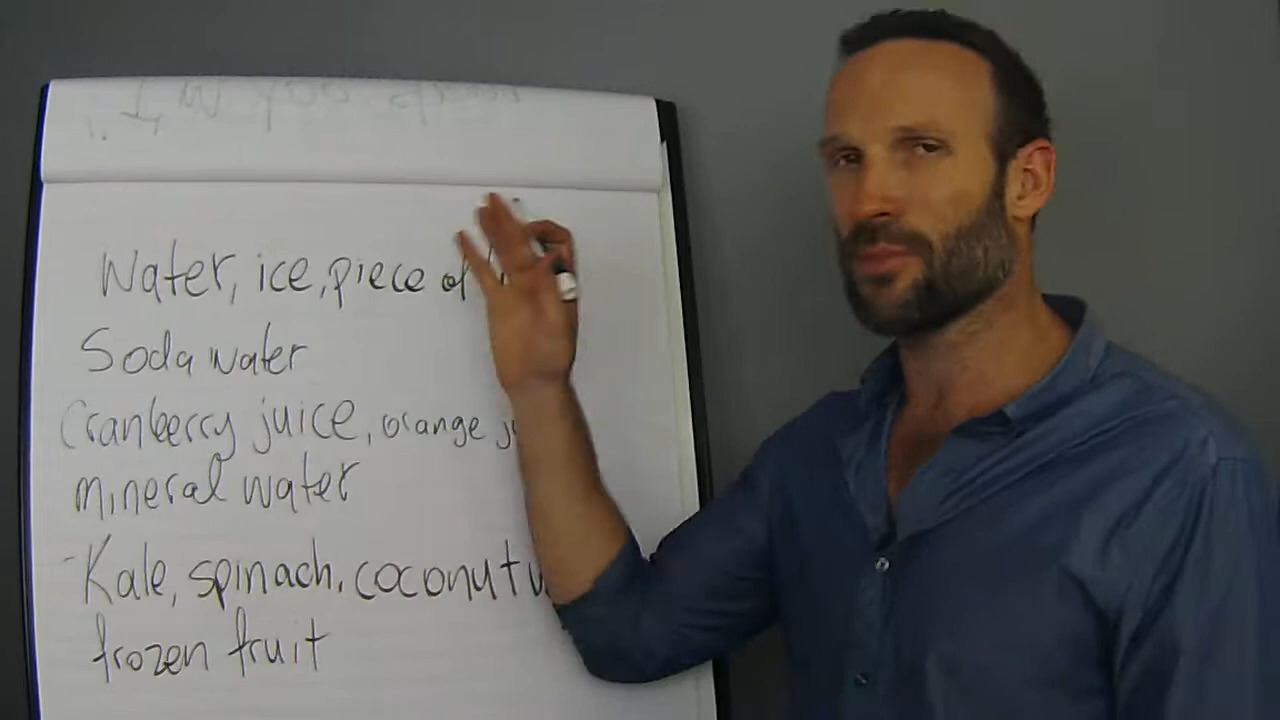 Water, ice, piece of
Soda water
Cranberry juice, orange
mineral water
-Kale, spinach, coconut
frozen fruit